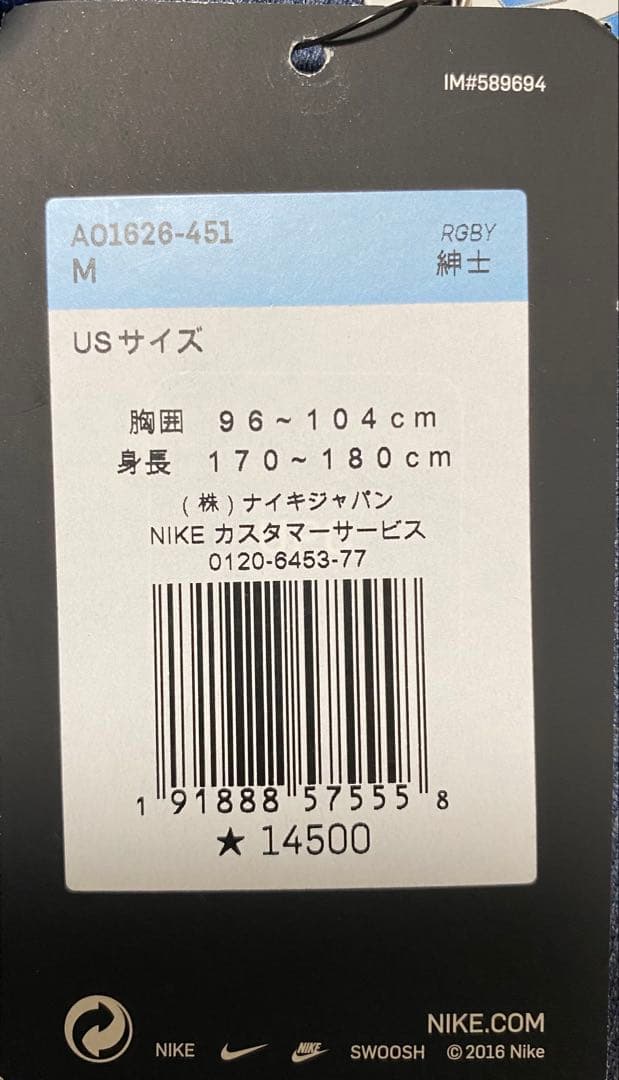 IM#589694
AO1626-451
RGBY
M
紳士
USサイズ
胸囲 96~104cm
身長 170~180cm
(株)ナイキジャパン
NIKE カスタマーサービス
0120-6453-77
1 91888 57555 8
★ 14500
NIKE.COM
NIKE NIKE SWOOSH ©2016 Nike